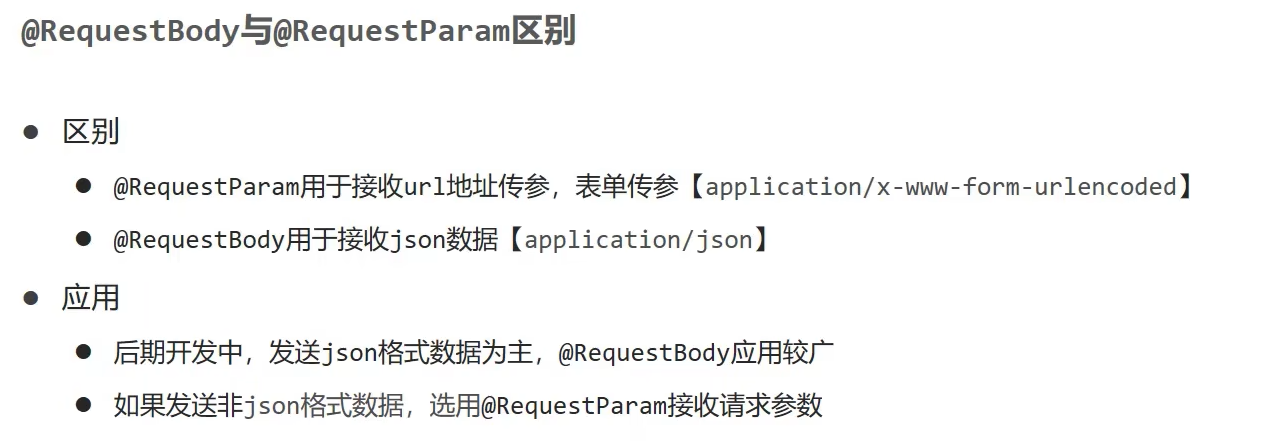 @RequestBody与@RequestParam区别
● 区别
● @RequestParam用于接收url地址传参，表单传参【application/x-www-form-urlencoded】
● @RequestBody用于接收json数据【application/json】
● 应用
● 后期开发中，发送json格式数据为主，@RequestBody应用较广
● 如果发送非json格式数据，选用@RequestParam接收请求参数